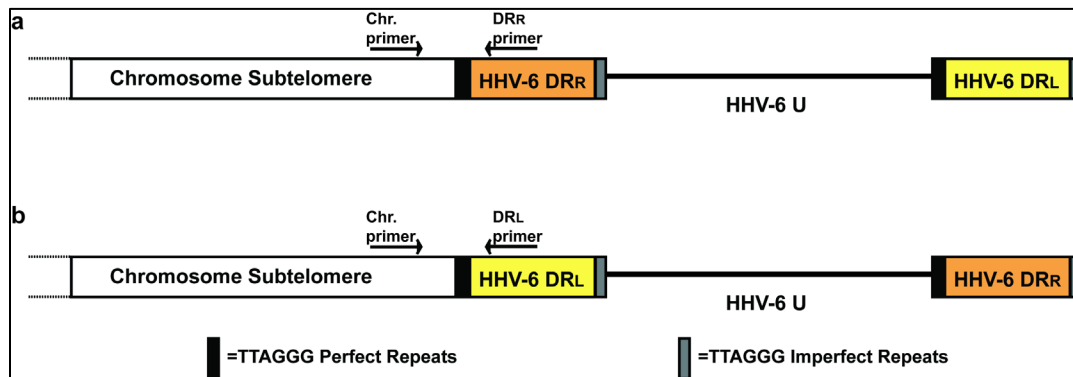 a
Chr.
primer
DRR
primer
Chromosome Subtelomere
HHV-6 DRR
HHV-6 U
HHV-6 DRL
b
Chr.
primer
DRL
primer
Chromosome Subtelomere
HHV-6 DRL
HHV-6 U
HHV-6 DRR
=TTAGGG Perfect Repeats
=TTAGGG Imperfect Repeats